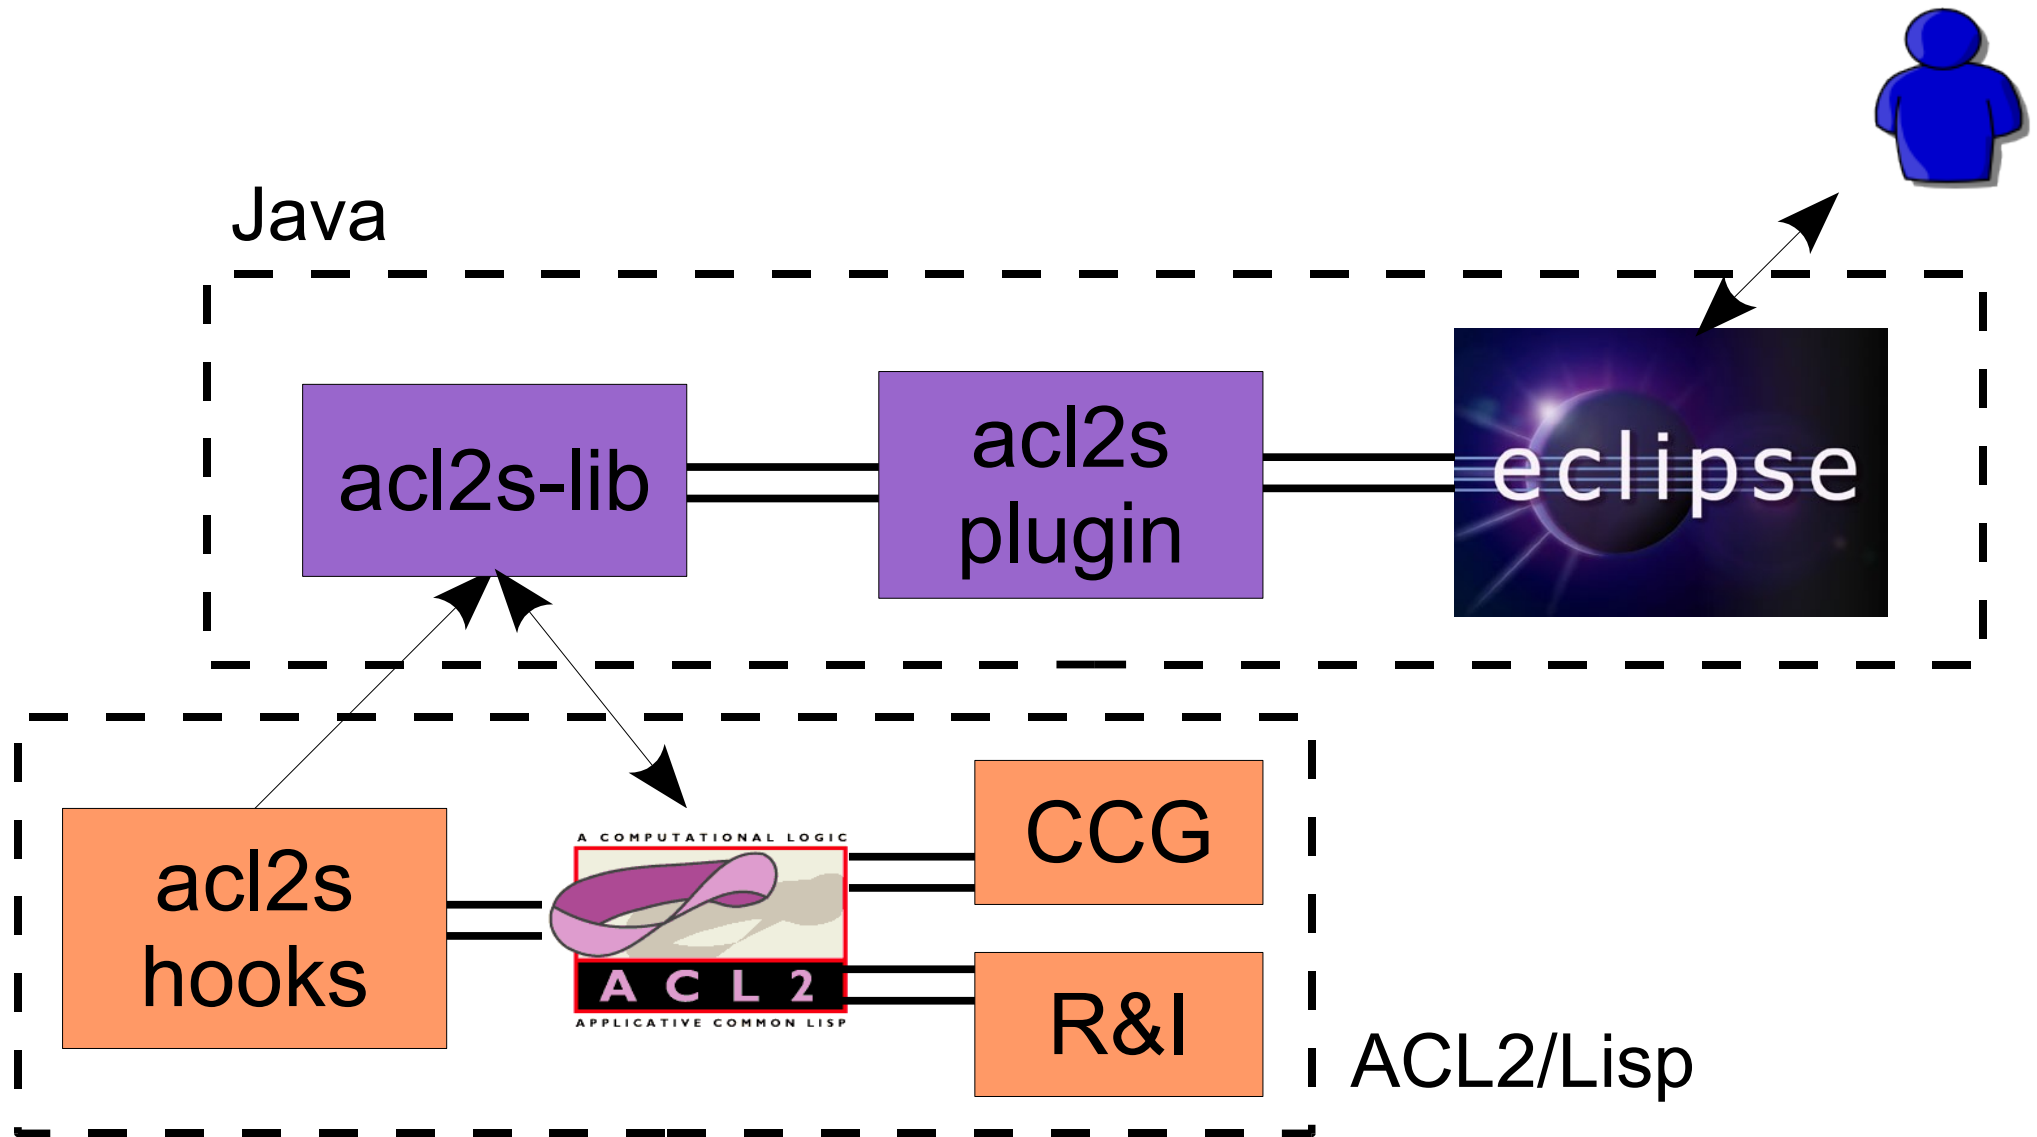 Java
acl2s-lib
acl2s
plugin
eclipse
acl2s
hooks
A COMPUTATIONAL LOGIC
ACL2
APPLICATIVE COMMON LISP
CCG
R&I
ACL2/Lisp